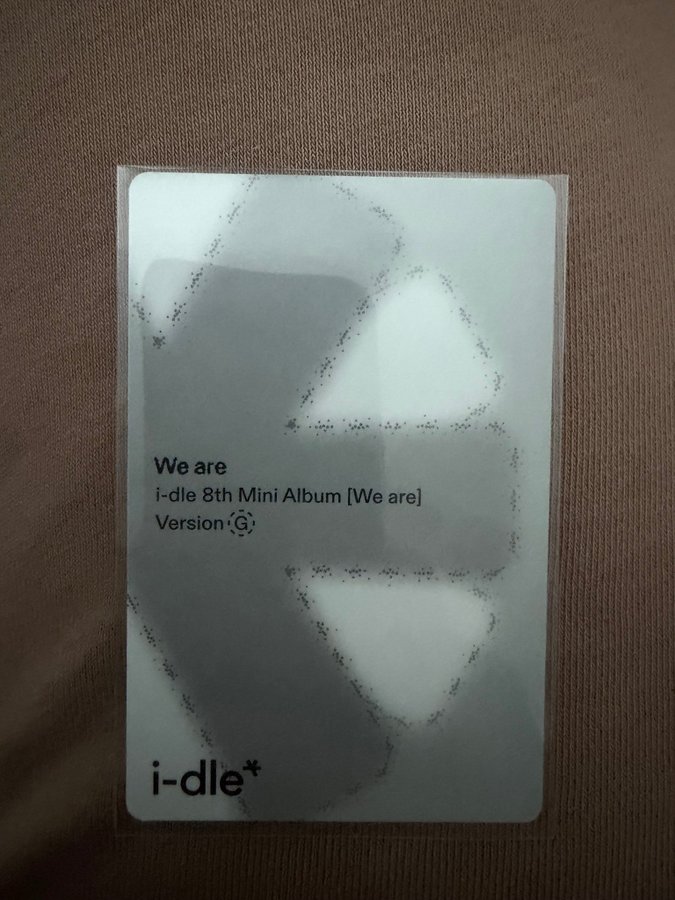 We are
i-dle 8th Mini Album [We are]
Version G
i-dle*